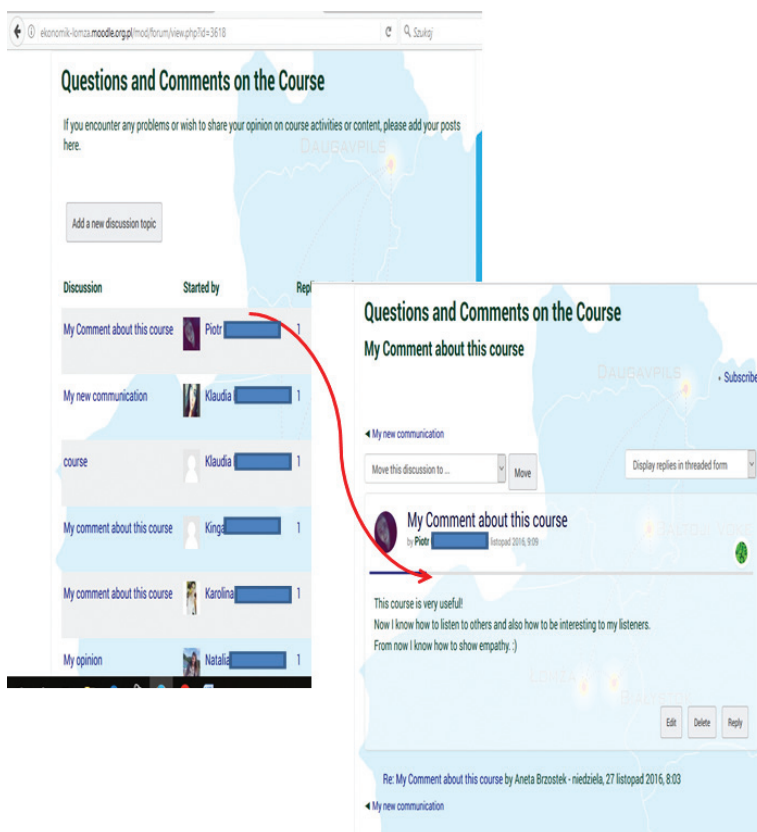 ekonomik-lomza.moodle.org.pl/mod/forum/view.php?id=3618
Szukaj
Questions and Comments on the Course
If you encounter any problems or wish to share your opinion on course activities or content, please add your posts
here.
DAUGAVPILS
Add a new discussion topic
Discussion Started by Repli
My Comment about this course Piotr 1
My new communication Klaudia 1
course Klaudia 1
My comment about this course Kinga 1
My comment about this course Karolina 1
My opinion Natalia 1
Questions and Comments on the Course
My Comment about this course
DAUGAVPILS
Subscribe
◄ My new communication
Move this discussion to ... Move Display replies in threaded form
My Comment about this course
by Piotr listopad 2016, 9:09
This course is very useful!
Now I know how to listen to others and also how to be interesting to my listeners.
From now I know how to show empathy. :)
Edit Delete Reply
Re: My Comment about this course by Aneta Brzostek - niedziela, 27 listopad 2016, 8:03
◄ My new communication